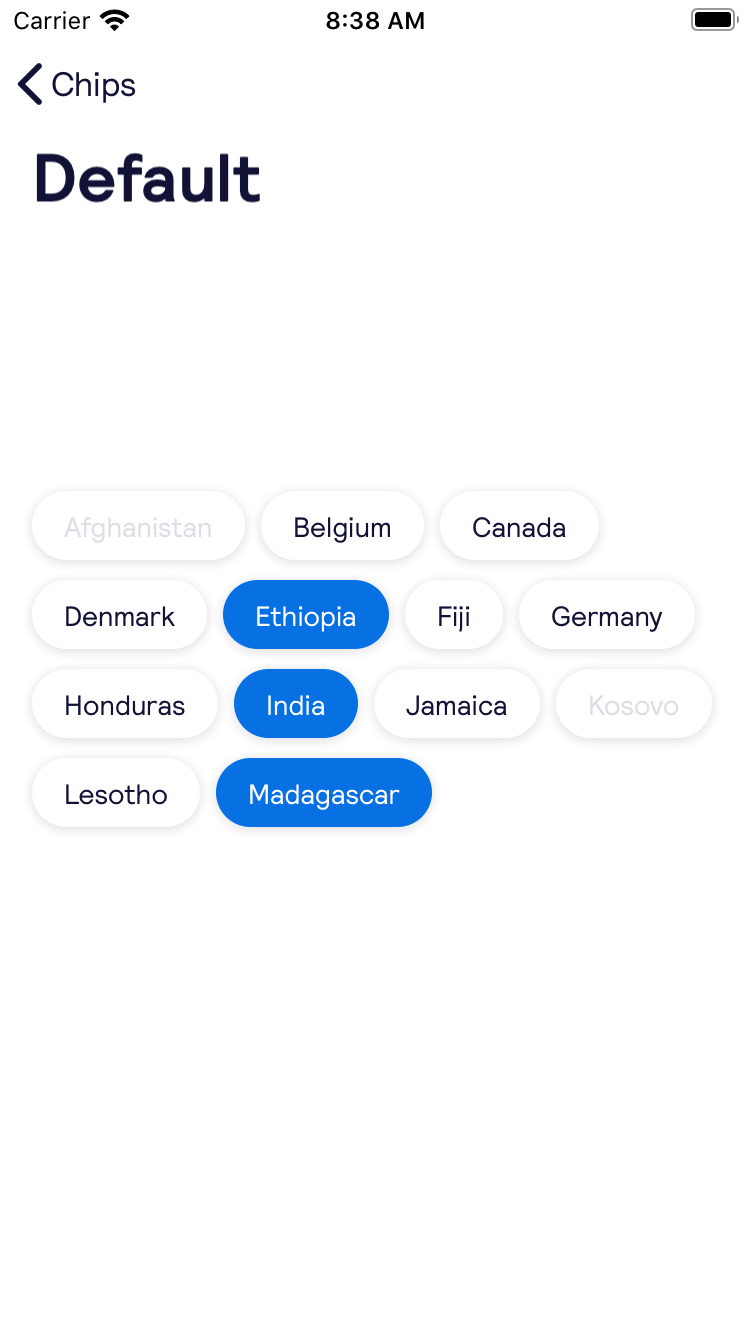 Carrier 8:38 AM
Chips
Default
Afghanistan Belgium Canada
Denmark Ethiopia Fiji Germany
Honduras India Jamaica Kosovo
Lesotho Madagascar